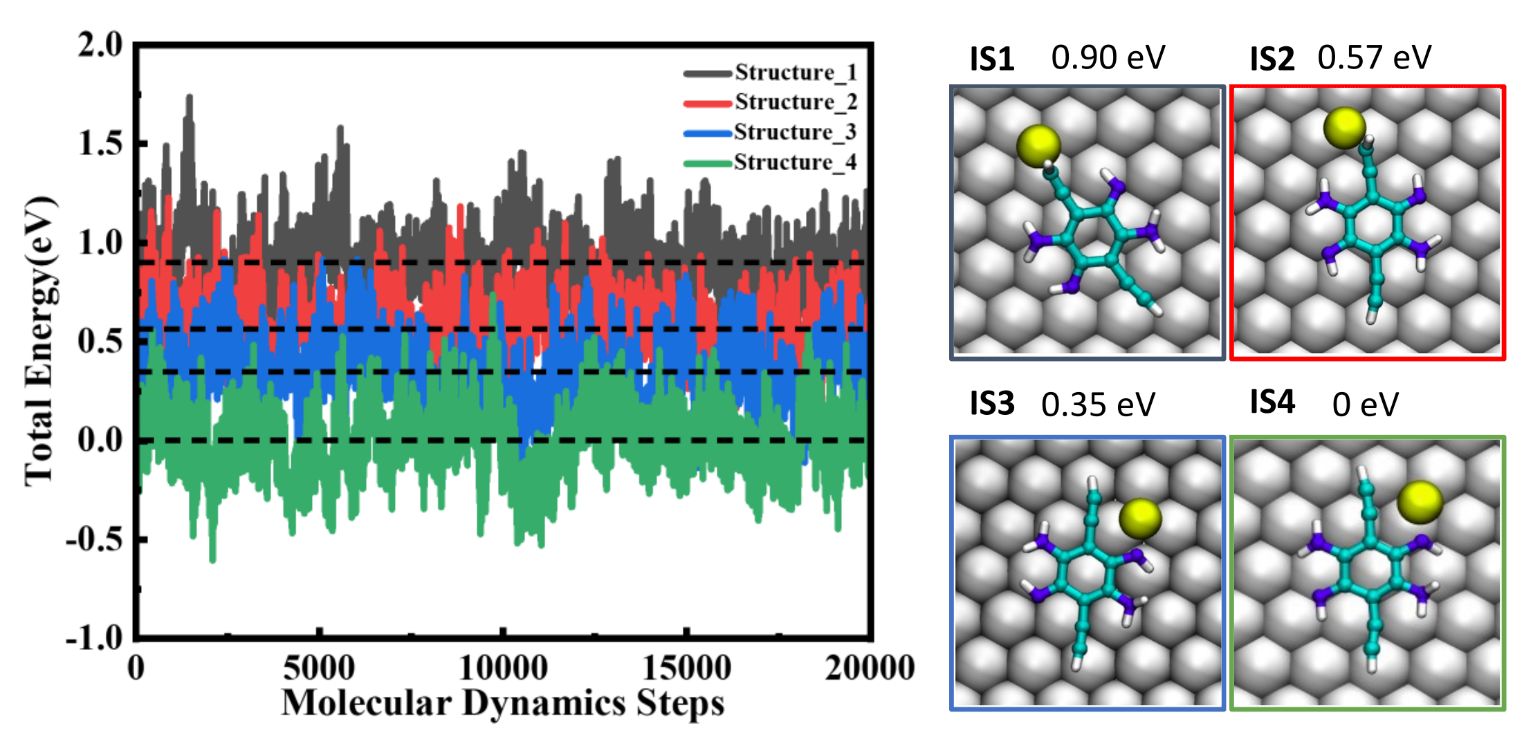 Total Energy(eV)
2.0
1.5
1.0
0.5
0.0
-0.5
-1.0
Structure_1
Structure_2
Structure_3
Structure_4
0 5000 10000 15000 20000
Molecular Dynamics Steps
IS1 0.90 eV
IS2 0.57 eV
IS3 0.35 eV
IS4 0 eV